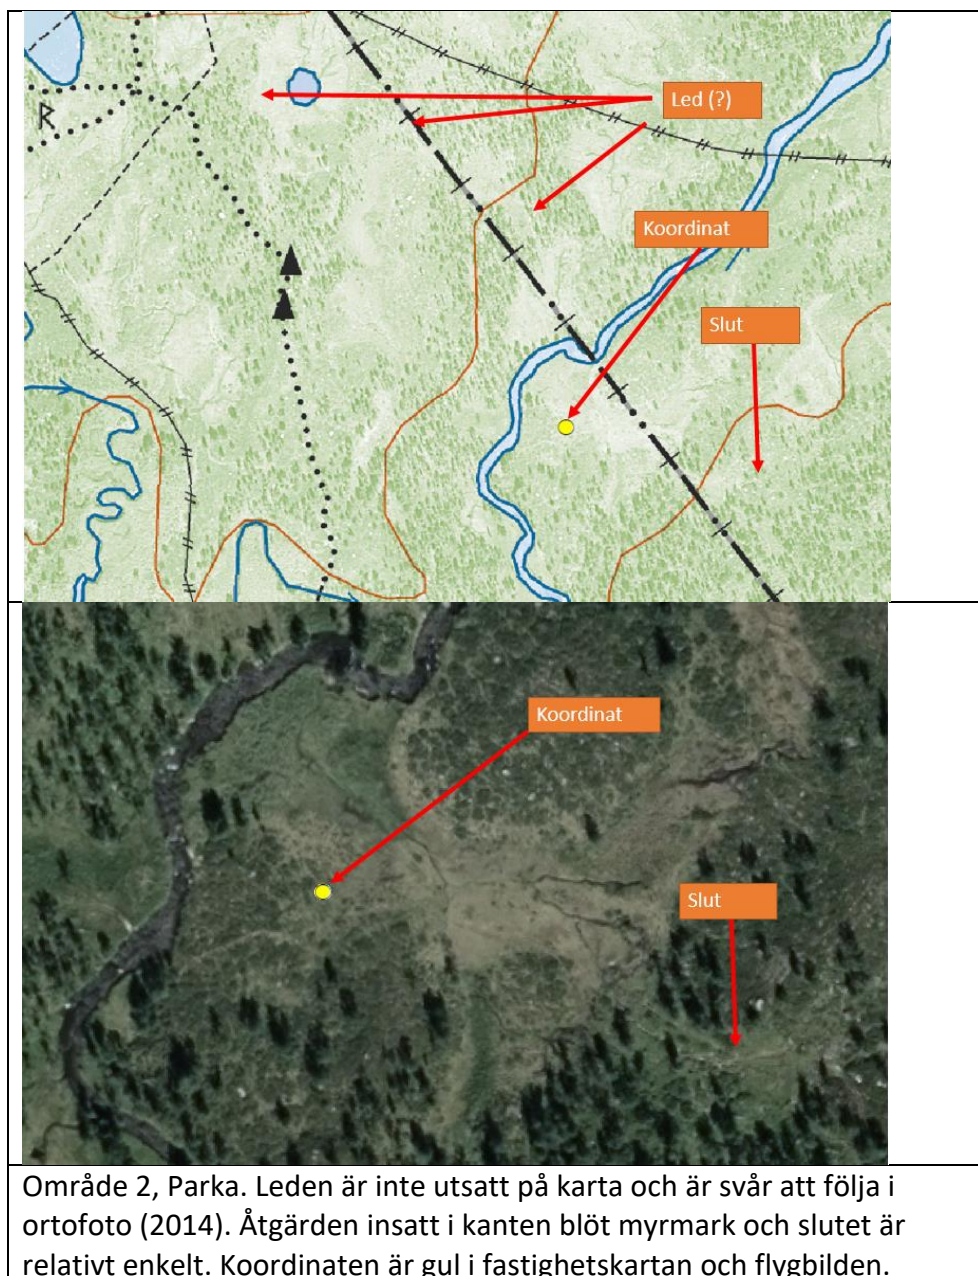 Led (?)
R
Koordinat
Slut
Koordinat
Slut
Område 2, Parka. Leden är inte utsatt på karta och är svår att följa i
ortofoto (2014). Åtgärden insatt i kanten blöt myrmark och slutet är
relativt enkelt. Koordinaten är gul i fastighetskartan och flygbilden.